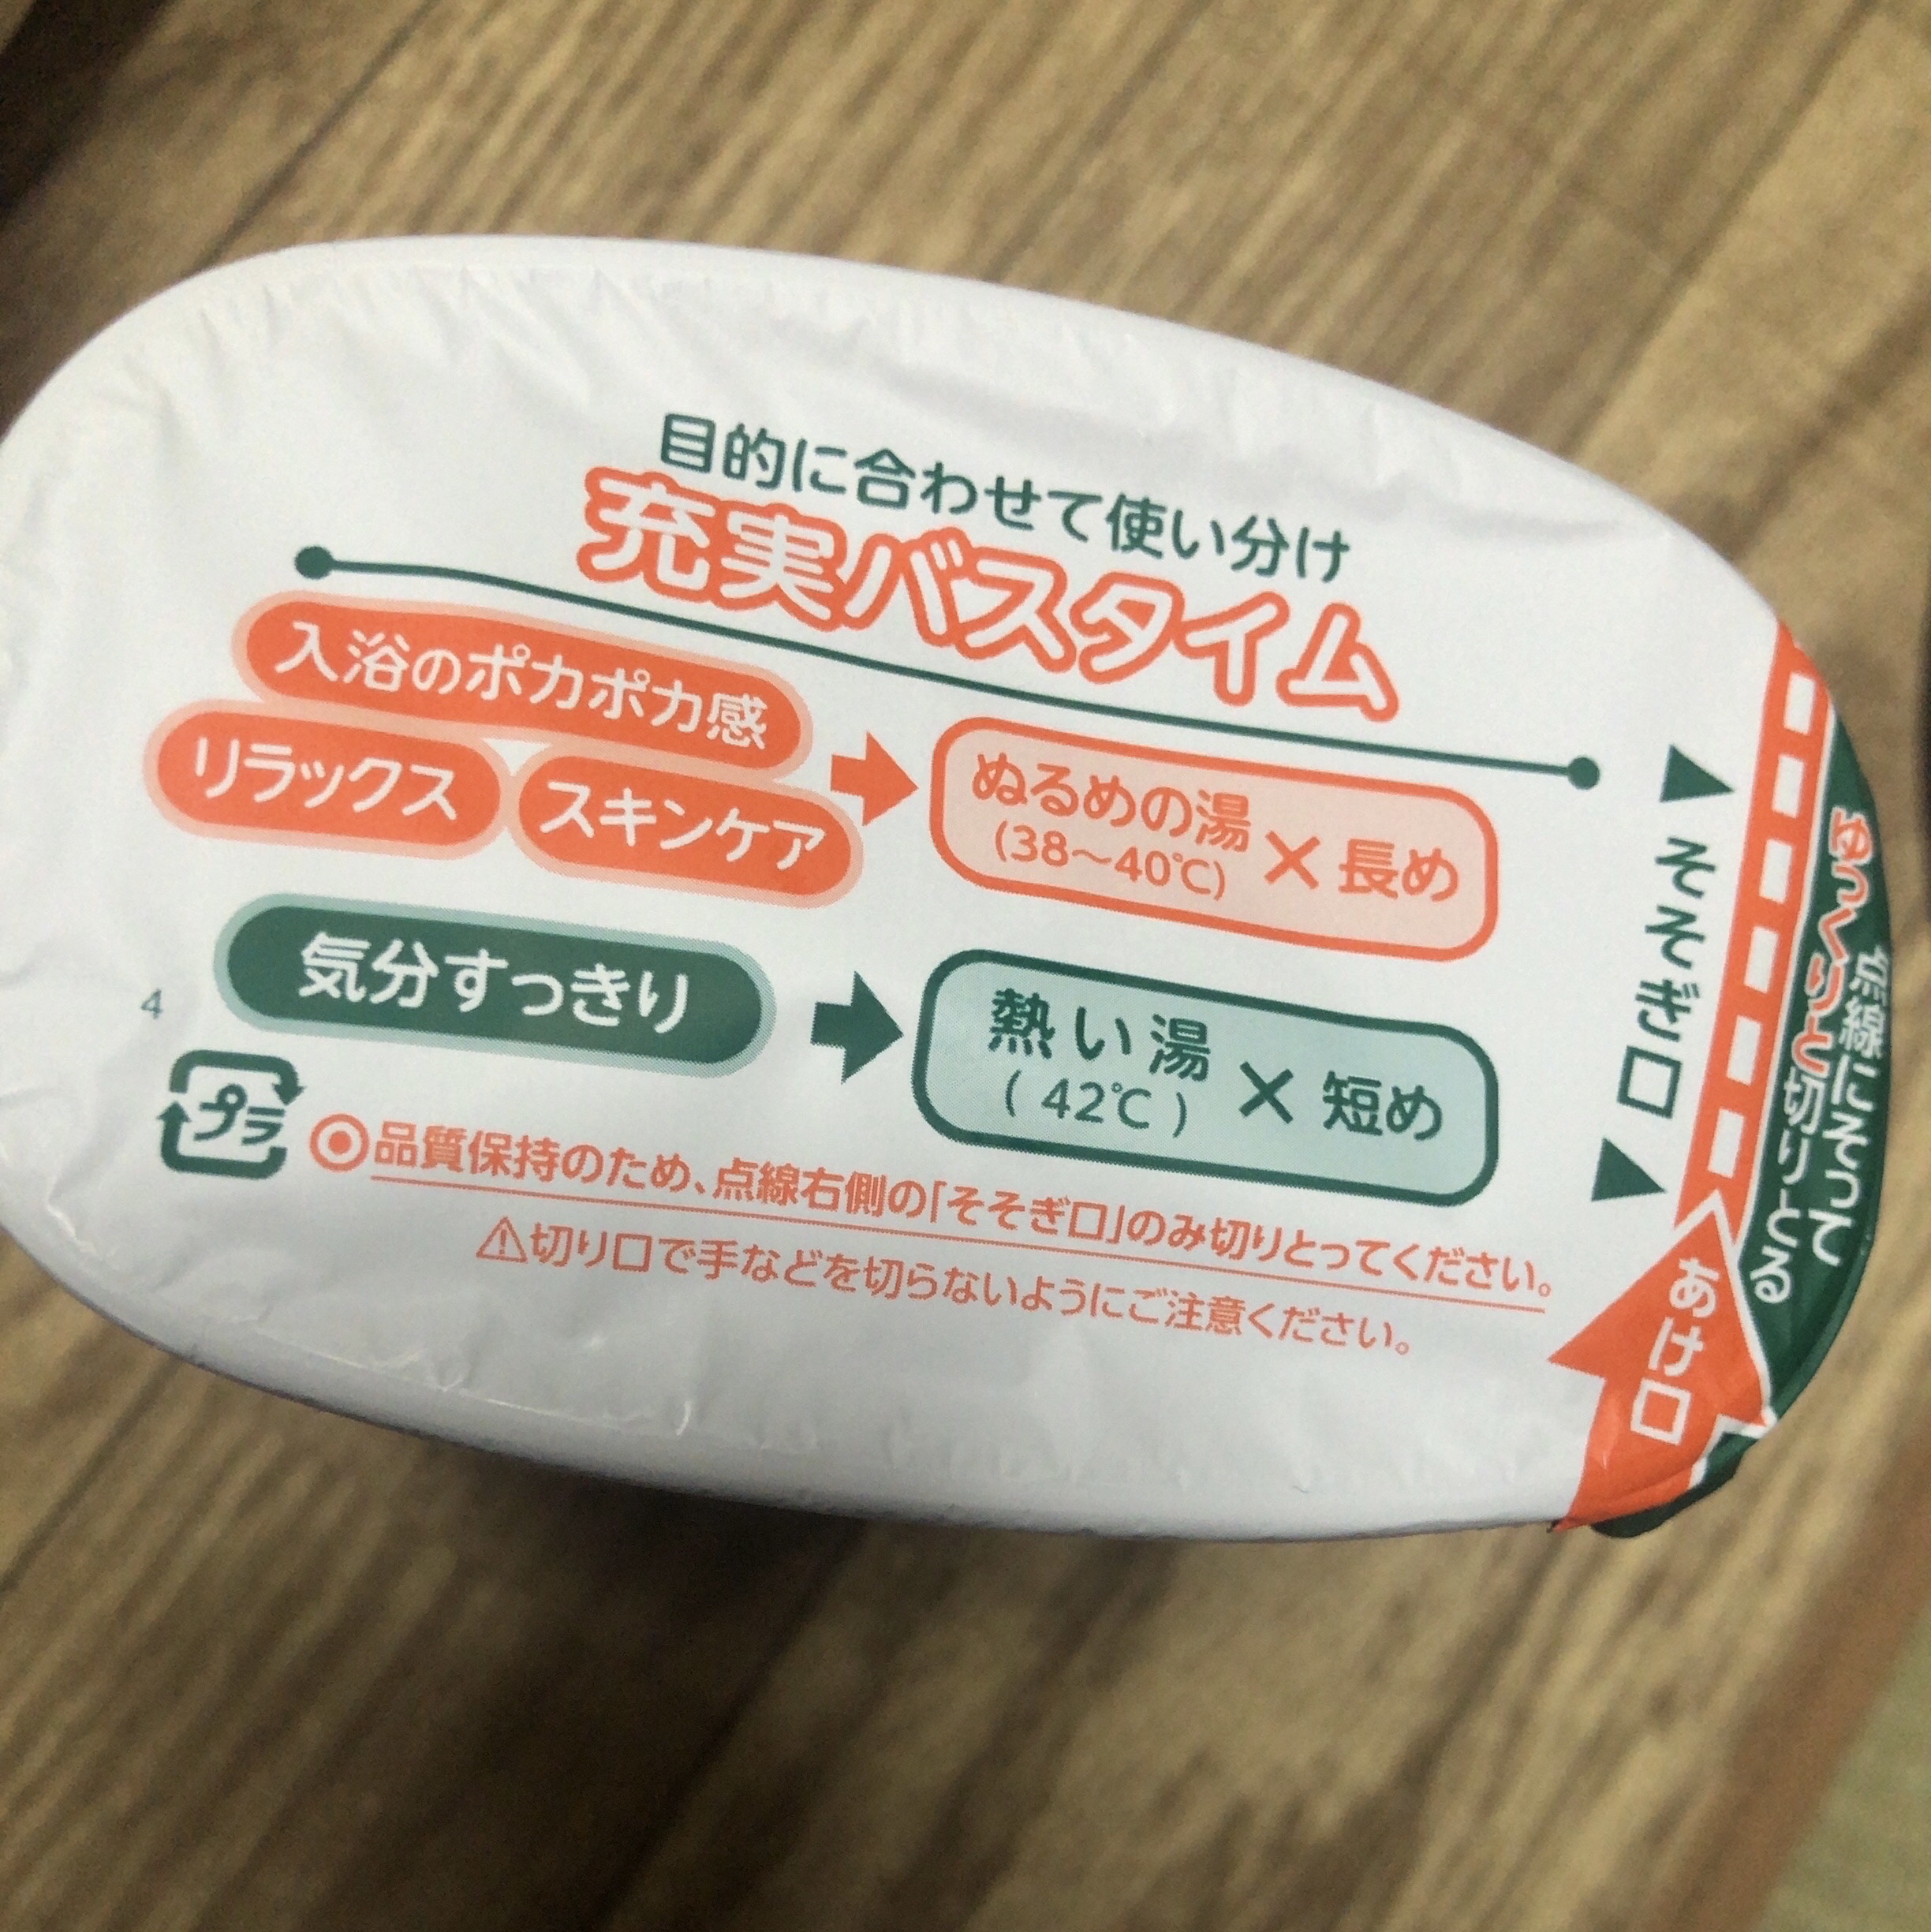 目的に合わせて使い分け
充実バスタイム
入浴のポカポカ感
リラックス スキンケア
ぬるめの湯 × 長め
(38〜40℃)
気分すっきり
熱い湯 × 短め
(42℃)
4
プラ
◎品質保持のため、点線右側の「そそぎ口」のみ切りとってください。
⚠切り口で手などを切らないようにご注意ください。
▲そそぎ口▲
点線にそって
ゆっくりと切りとる
あけ口